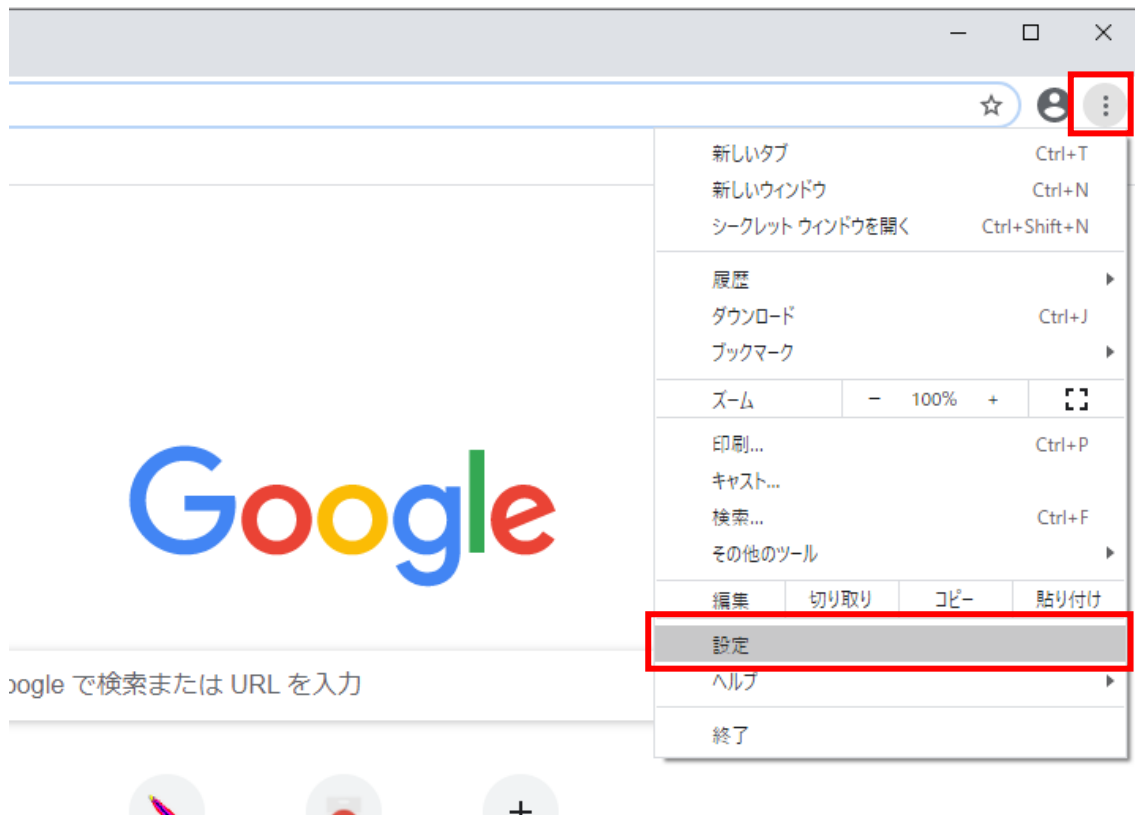 新しいタブ Ctrl+T
新しいウィンドウ Ctrl+N
シークレット ウィンドウを開く Ctrl+Shift+N
履歴
ダウンロード Ctrl+J
ブックマーク
ズーム - 100% +
印刷... Ctrl+P
キャスト...
検索... Ctrl+F
その他のツール
編集 切り取り コピー 貼り付け
設定
ヘルプ
終了
Google
oogle で検索または URL を入力